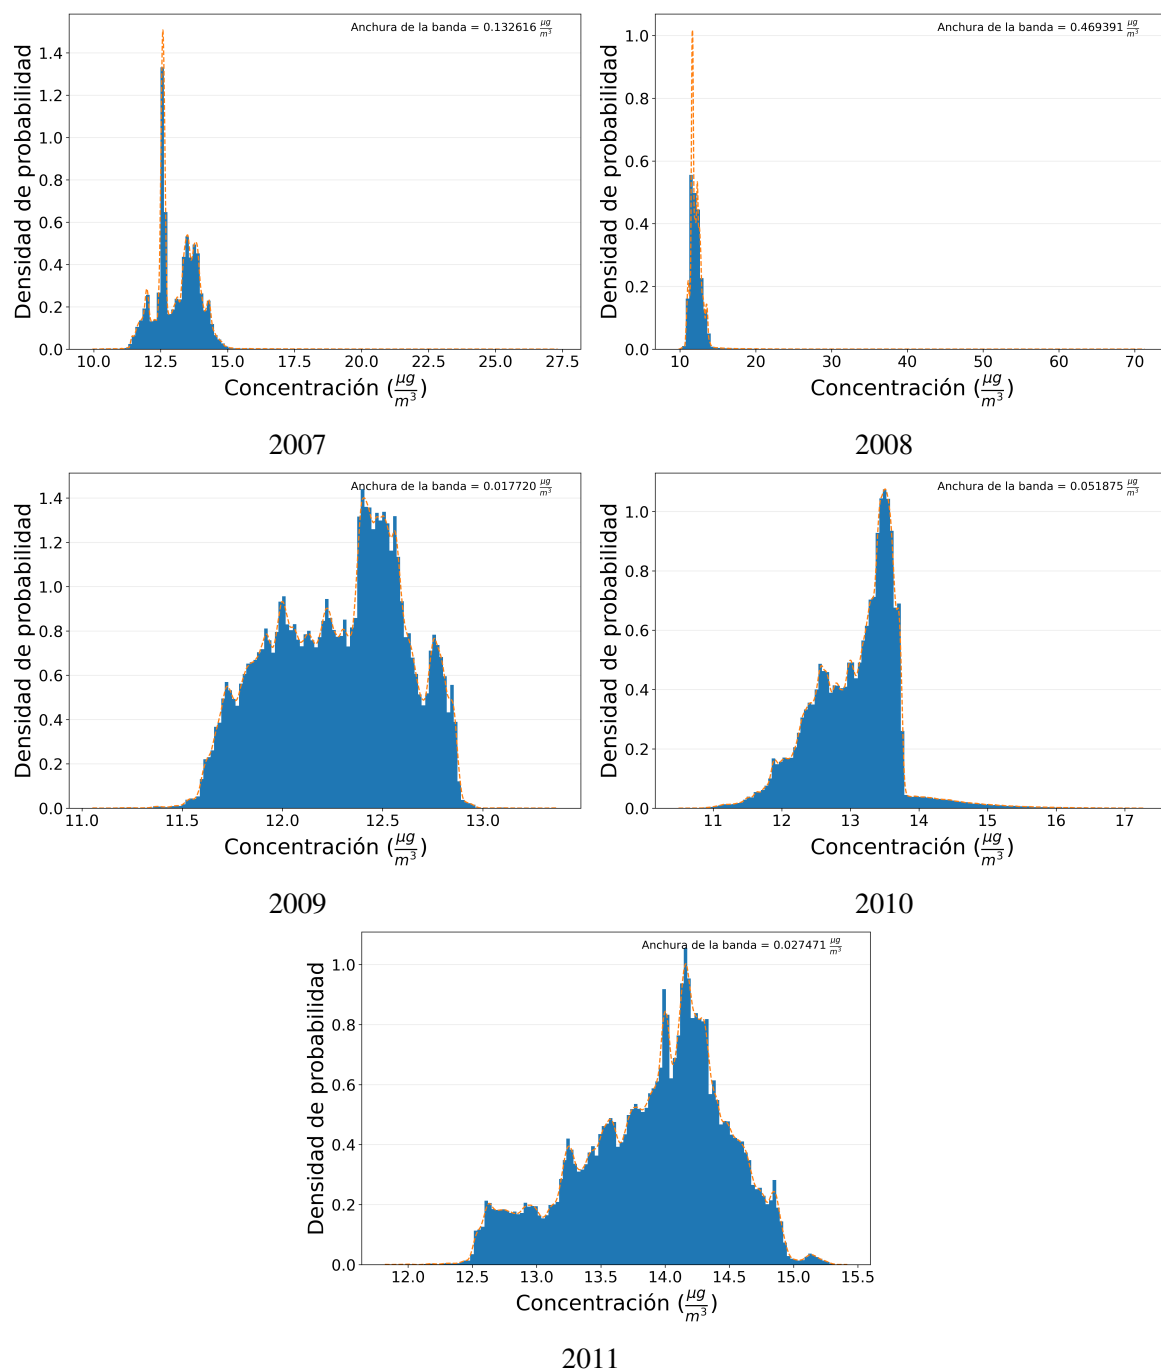 Anchura de la banda = 0.132616 μg/m³
Densidad de probabilidad
1.4
1.2
1.0
0.8
0.6
0.4
0.2
0.0
10.0 12.5 15.0 17.5 20.0 22.5 25.0 27.5
Concentración (μg/m³)
2007
Anchura de la banda = 0.469391 μg/m³
Densidad de probabilidad
1.0
0.8
0.6
0.4
0.2
0.0
10 20 30 40 50 60 70
Concentración (μg/m³)
2008
Anchura de la banda = 0.017720 μg/m³
Densidad de probabilidad
1.4
1.2
1.0
0.8
0.6
0.4
0.2
0.0
11.0 11.5 12.0 12.5 13.0
Concentración (μg/m³)
2009
Anchura de la banda = 0.051875 μg/m³
Densidad de probabilidad
1.0
0.8
0.6
0.4
0.2
0.0
11 12 13 14 15 16 17
Concentración (μg/m³)
2010
Anchura de la banda = 0.027471 μg/m³
Densidad de probabilidad
1.0
0.8
0.6
0.4
0.2
0.0
12.0 12.5 13.0 13.5 14.0 14.5 15.0 15.5
Concentración (μg/m³)
2011